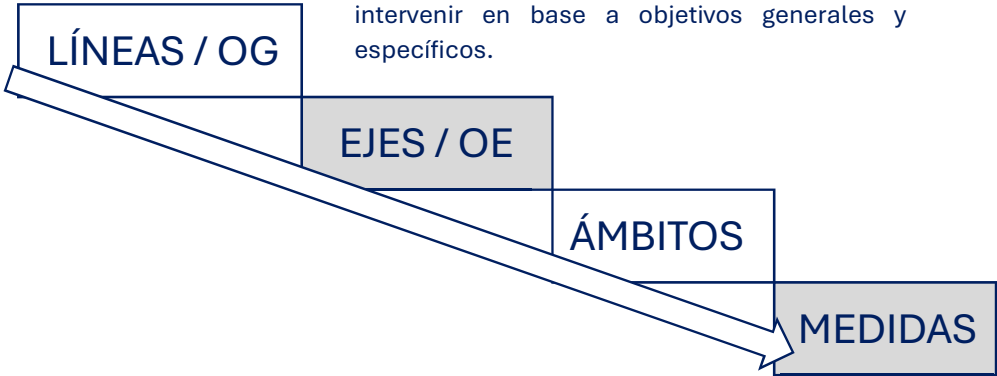 intervenir en base a objetivos generales y
específicos.
LÍNEAS / OG
EJES / OE
ÁMBITOS
MEDIDAS